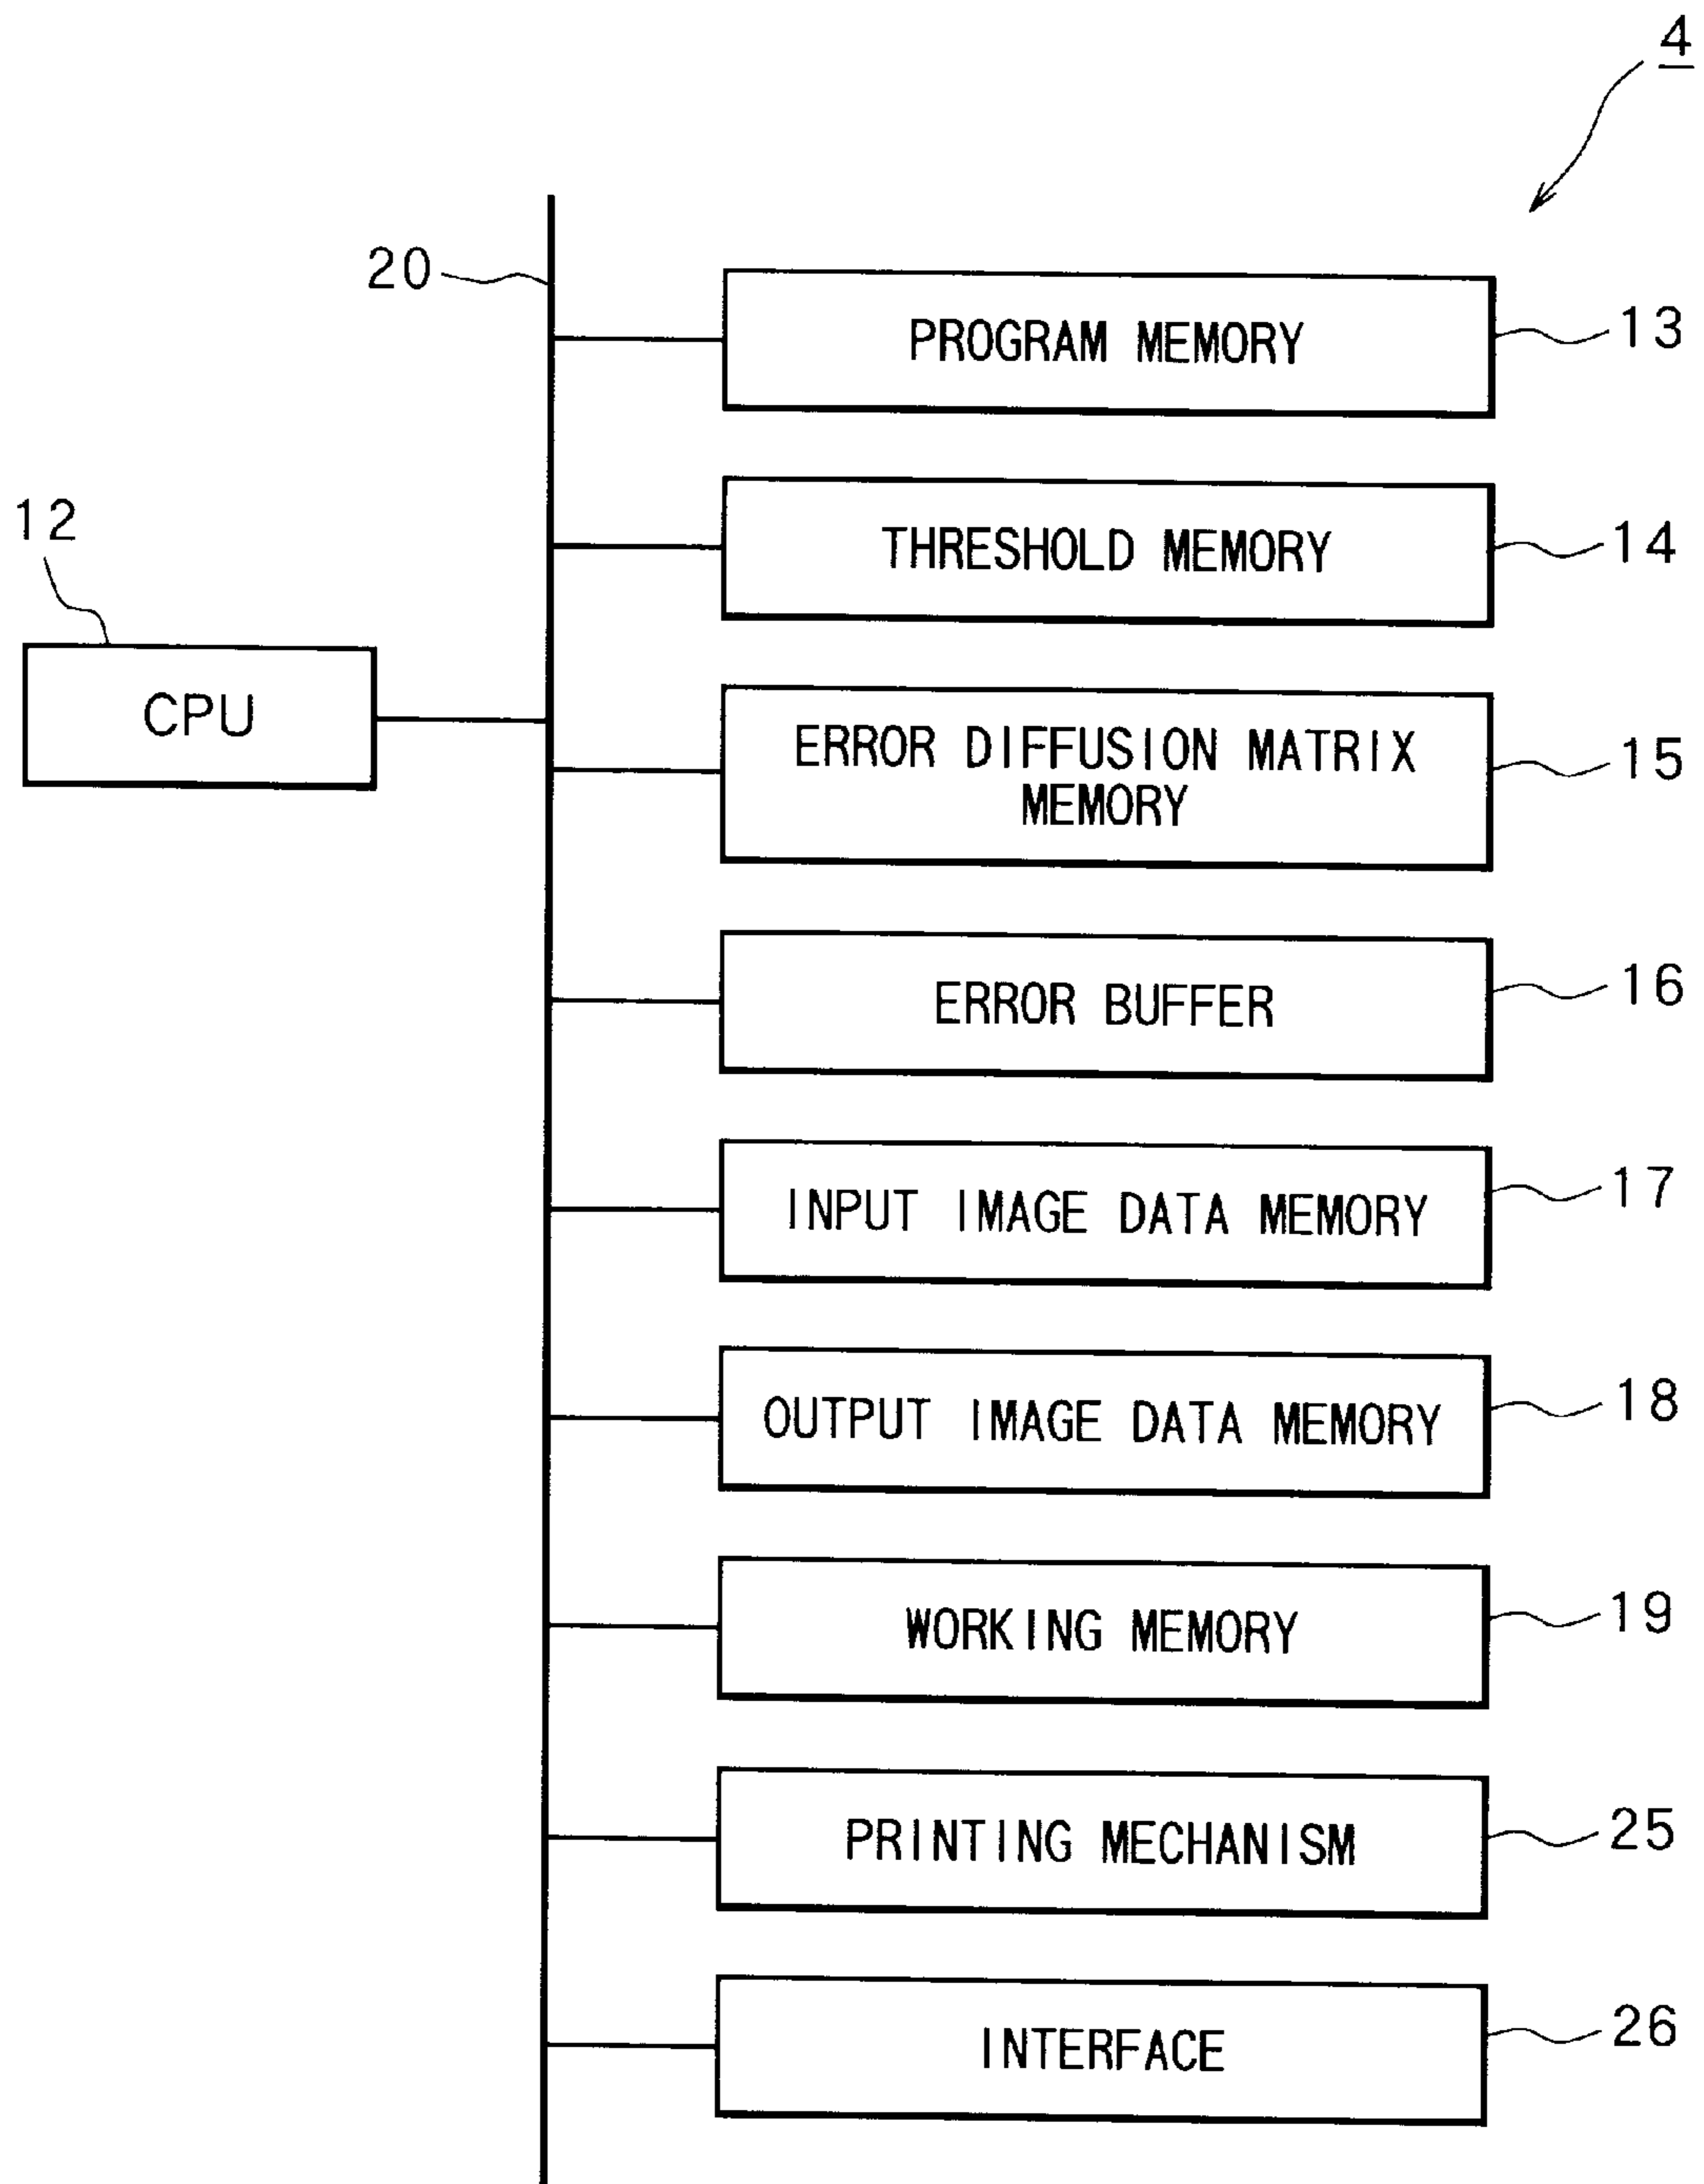 4
20
PROGRAM MEMORY
13
12
THRESHOLD MEMORY
14
CPU
ERROR DIFFUSION MATRIX
MEMORY
15
ERROR BUFFER
16
INPUT IMAGE DATA MEMORY
17
OUTPUT IMAGE DATA MEMORY
18
WORKING MEMORY
19
PRINTING MECHANISM
25
INTERFACE
26